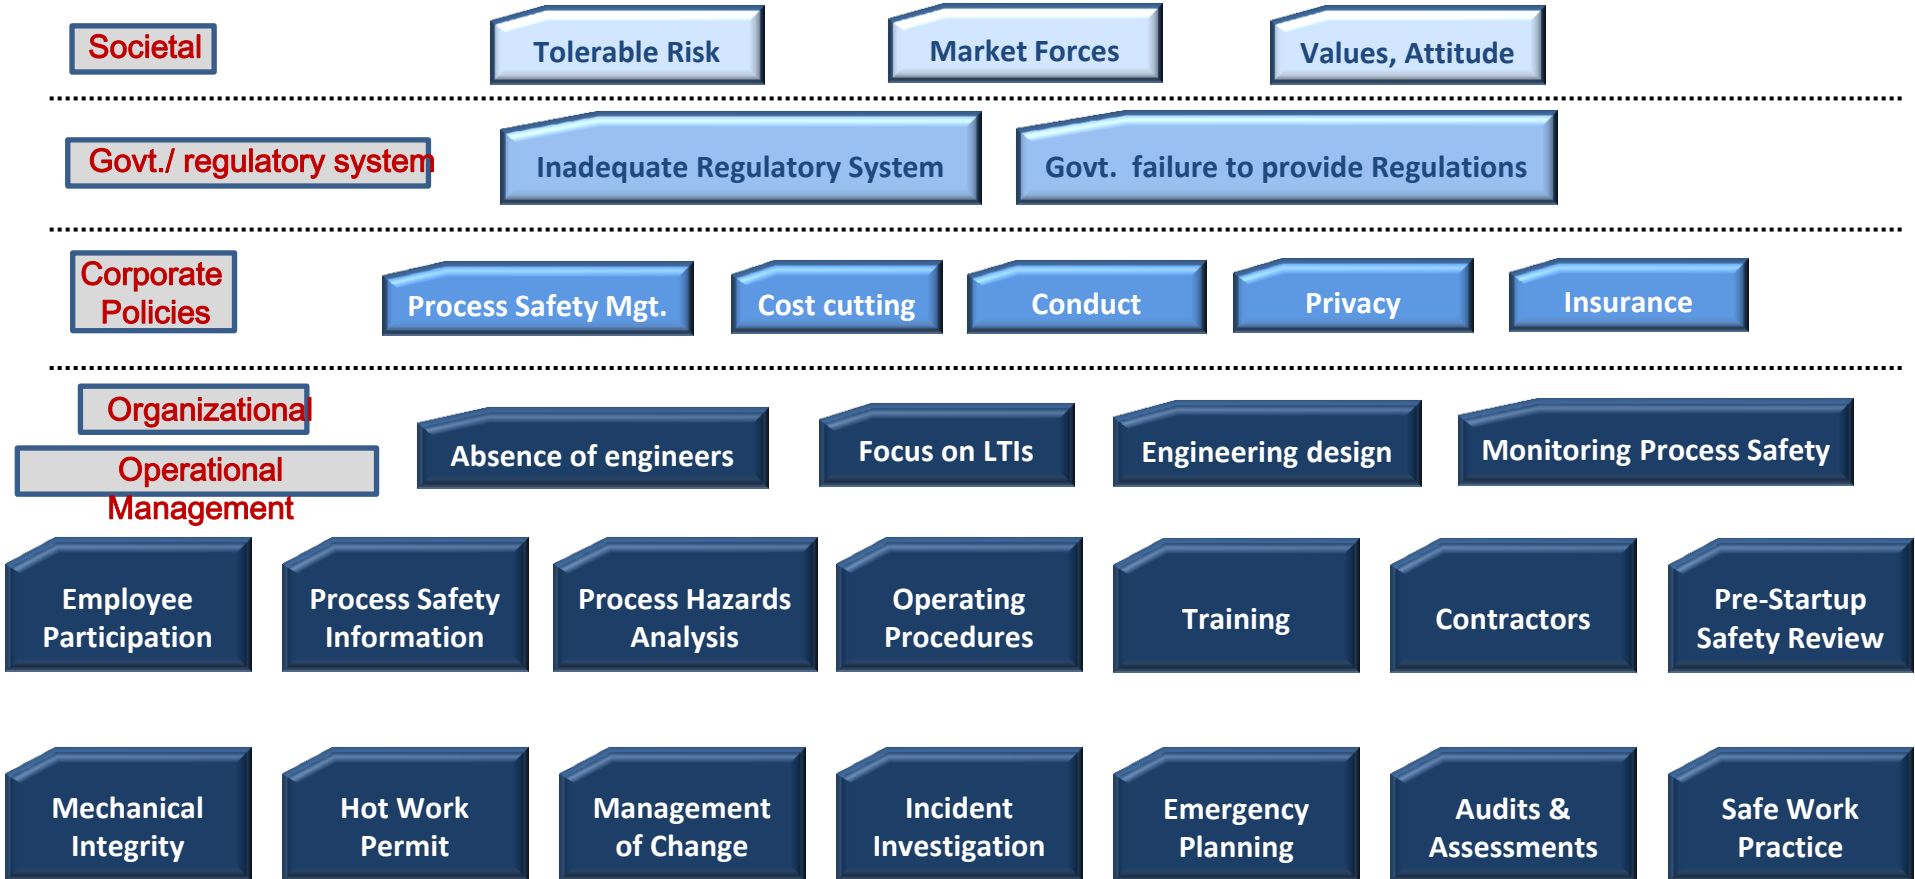 Societal
Tolerable Risk
Market Forces
Values, Attitude
Govt./ regulatory system
Inadequate Regulatory System
Govt.  failure to provide Regulations
Corporate
Policies
Process Safety Mgt.
Cost cutting
Conduct
Privacy
Insurance
Organizational
Operational
Management
Absence of engineers
Focus on LTIs
Engineering design
Monitoring Process Safety
Employee
Participation
Process Safety
Information
Process Hazards
Analysis
Operating
Procedures
Training
Contractors
Pre-Startup
Safety Review
Mechanical
Integrity
Hot Work
Permit
Management
of Change
Incident
Investigation
Emergency
Planning
Audits &
Assessments
Safe Work
Practice